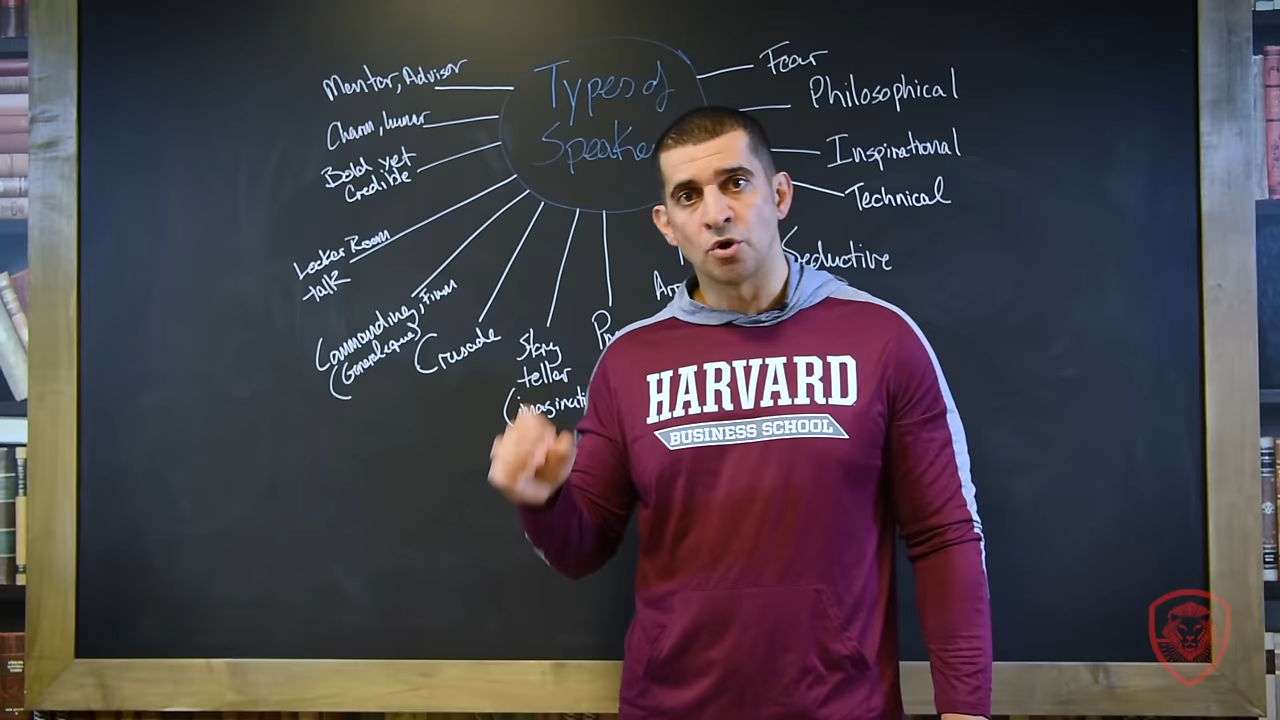 Types of
Mentor, Advisor
Charm, humor
Bold yet
Credible
Locker Room
talk
Commanding, Firm
Crusade
Story
teller
Fear
Philosophical
Inspirational
Technical
Seductive
HARVARD
BUSINESS SCHOOL